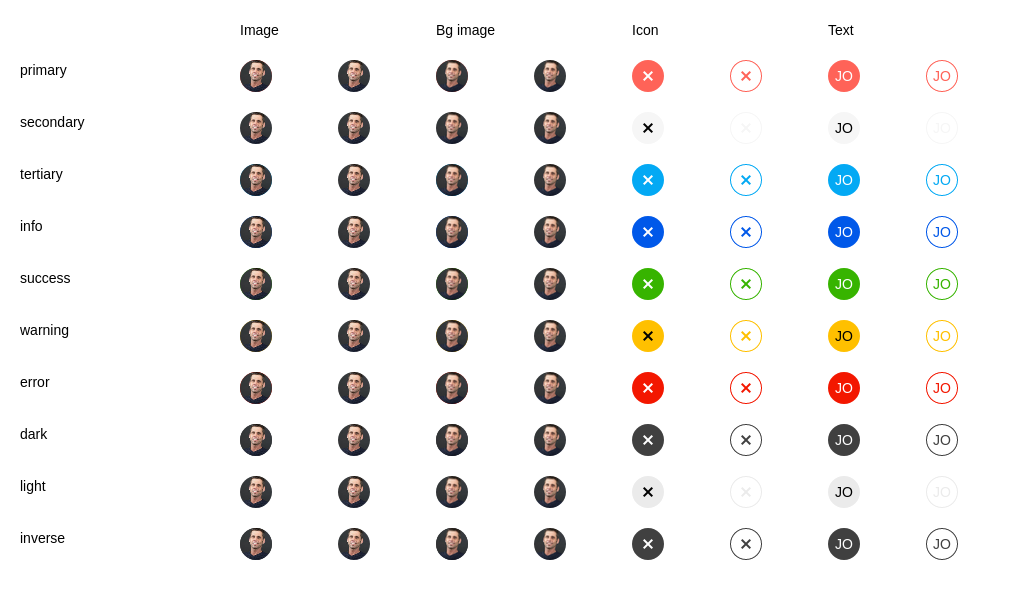 Image Bg image Icon Text
primary JO JO
secondary JO JO
tertiary JO JO
info JO JO
success JO JO
warning JO JO
error JO JO
dark JO JO
light JO JO
inverse JO JO